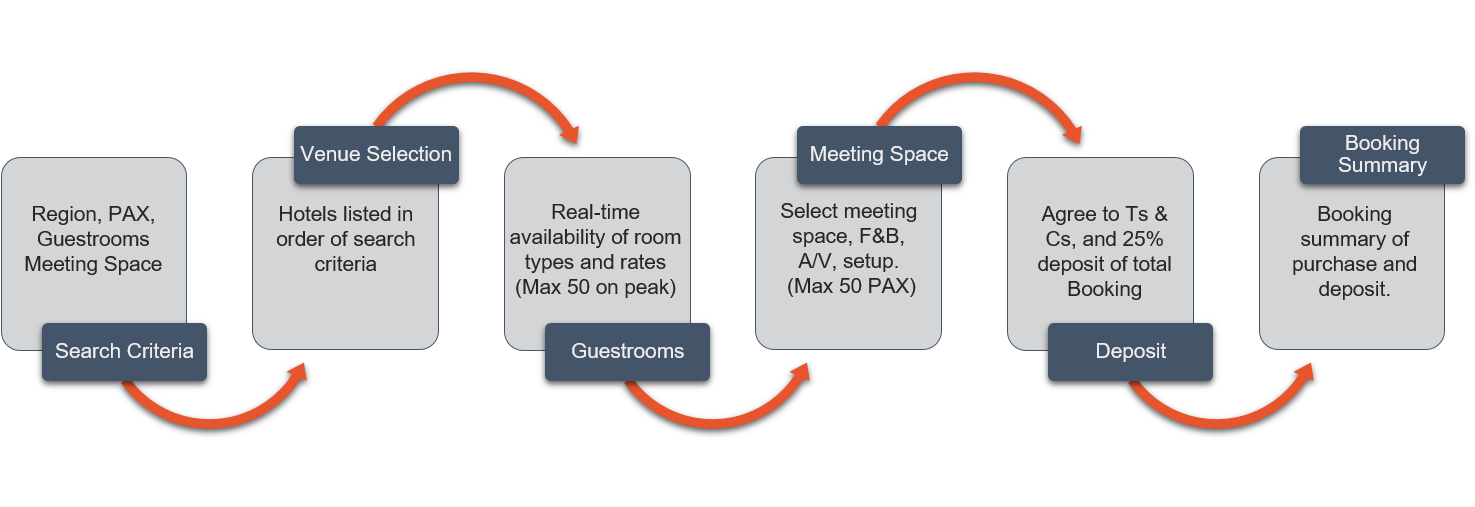 Region, PAX,
Guestrooms
Meeting Space
Search Criteria
Venue Selection
Hotels listed in
order of search
criteria
Real-time
availability of room
types and rates
(Max 50 on peak)
Guestrooms
Meeting Space
Select meeting
space, F&B,
A/V, setup.
(Max 50 PAX)
Agree to Ts &
Cs, and 25%
deposit of total
Booking
Deposit
Booking
Summary
Booking
summary of
purchase and
deposit.